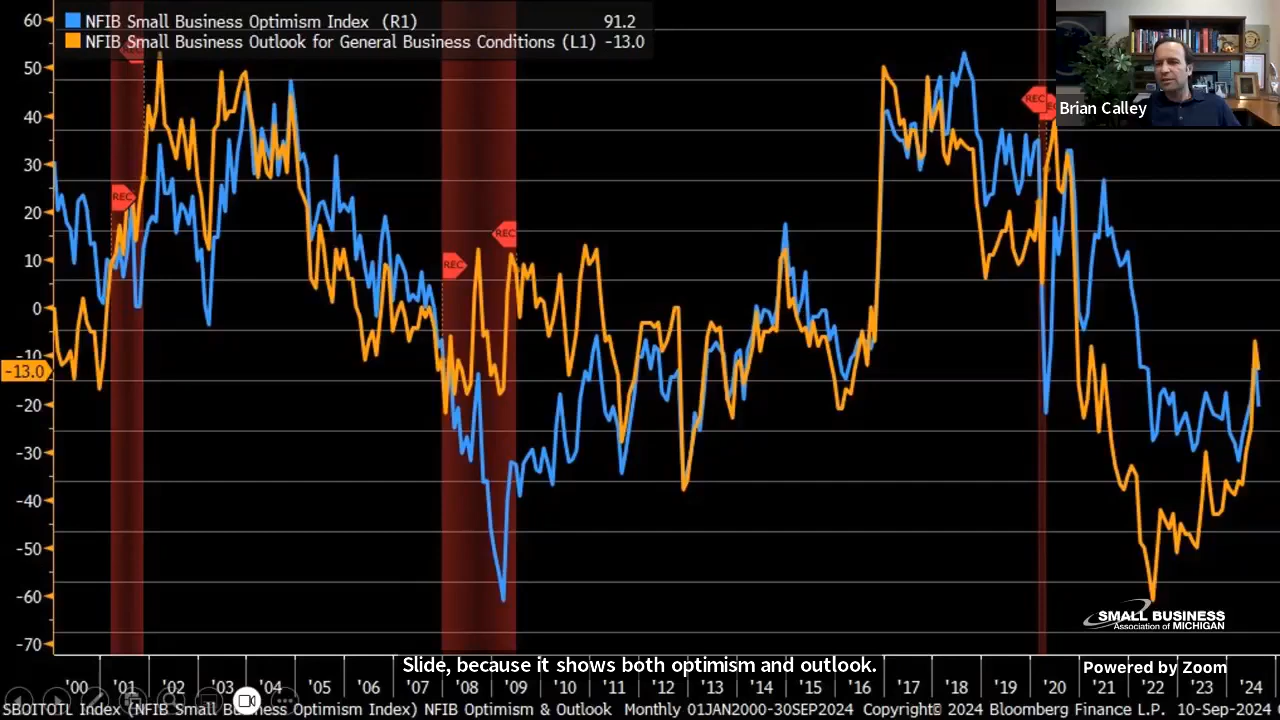 NFIB Small Business Optimism Index (R1) 91.2
NFIB Small Business Outlook for General Business Conditions (L1) -13.0
Brian Calley
REC
REC
REC
REC
REC
60
50
40
30
20
10
0
-10
-13.0
-20
-30
-40
-50
-60
-70
SMALL BUSINESS
Association of MICHIGAN
Slide, because it shows both optimism and outlook.
Powered by Zoom
'00 '01 '02 '03 '04 '05 '06 '07 '08 '09 '10 '11 '12 '13 '14 '15 '16 '17 '18 '19 '20 '21 '22 '23 '24
SBOITOTL Index (NFIB Small Business Optimism Index) NFIB Optimism & Outlook Monthly 01JAN2000-30SEP2024 Copyright© 2024 Bloomberg Finance L.P. 10-Sep-2024